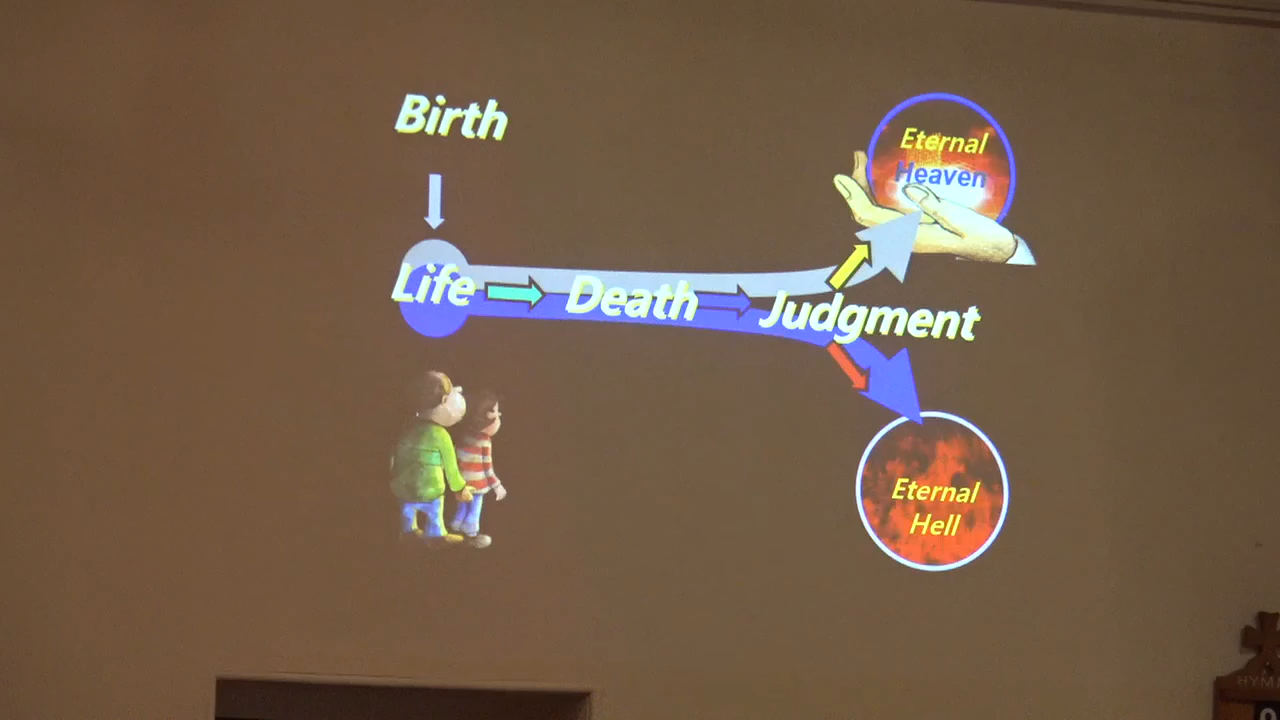 Birth
Eternal
Heaven
Life
Death
Judgment
Eternal
Hell